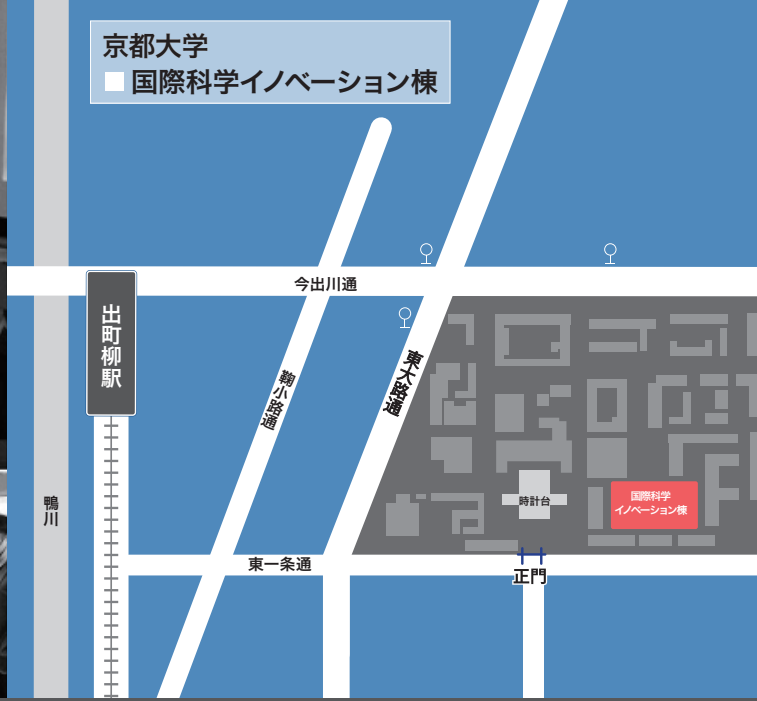 京都大学
国際科学イノベーション棟
今出川通
出町柳駅
東大路通
鞠小路通
鴨川
国際科学
イノベーション棟
時計台
東一条通
正門